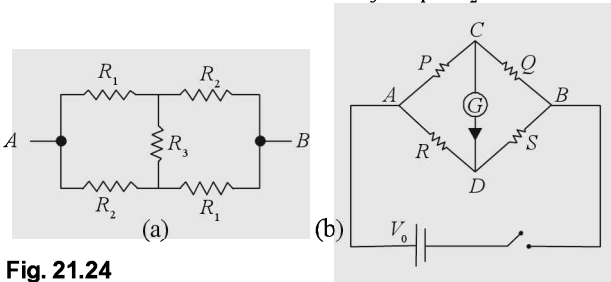 C
R₁ R₂ P Q
A B
A R₃ B G
R S
D
R₂ R₁
(a) (b) V₀
Fig. 21.24